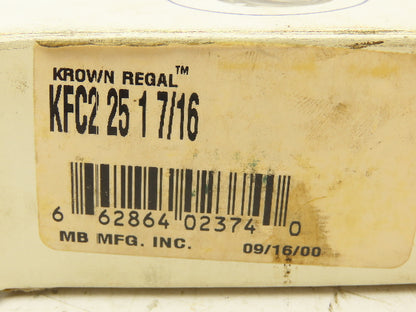 KROWN REGAL™
KFC2 25 1 7/16
6 62864 02374 0
MB MFG. INC. 09/16/00